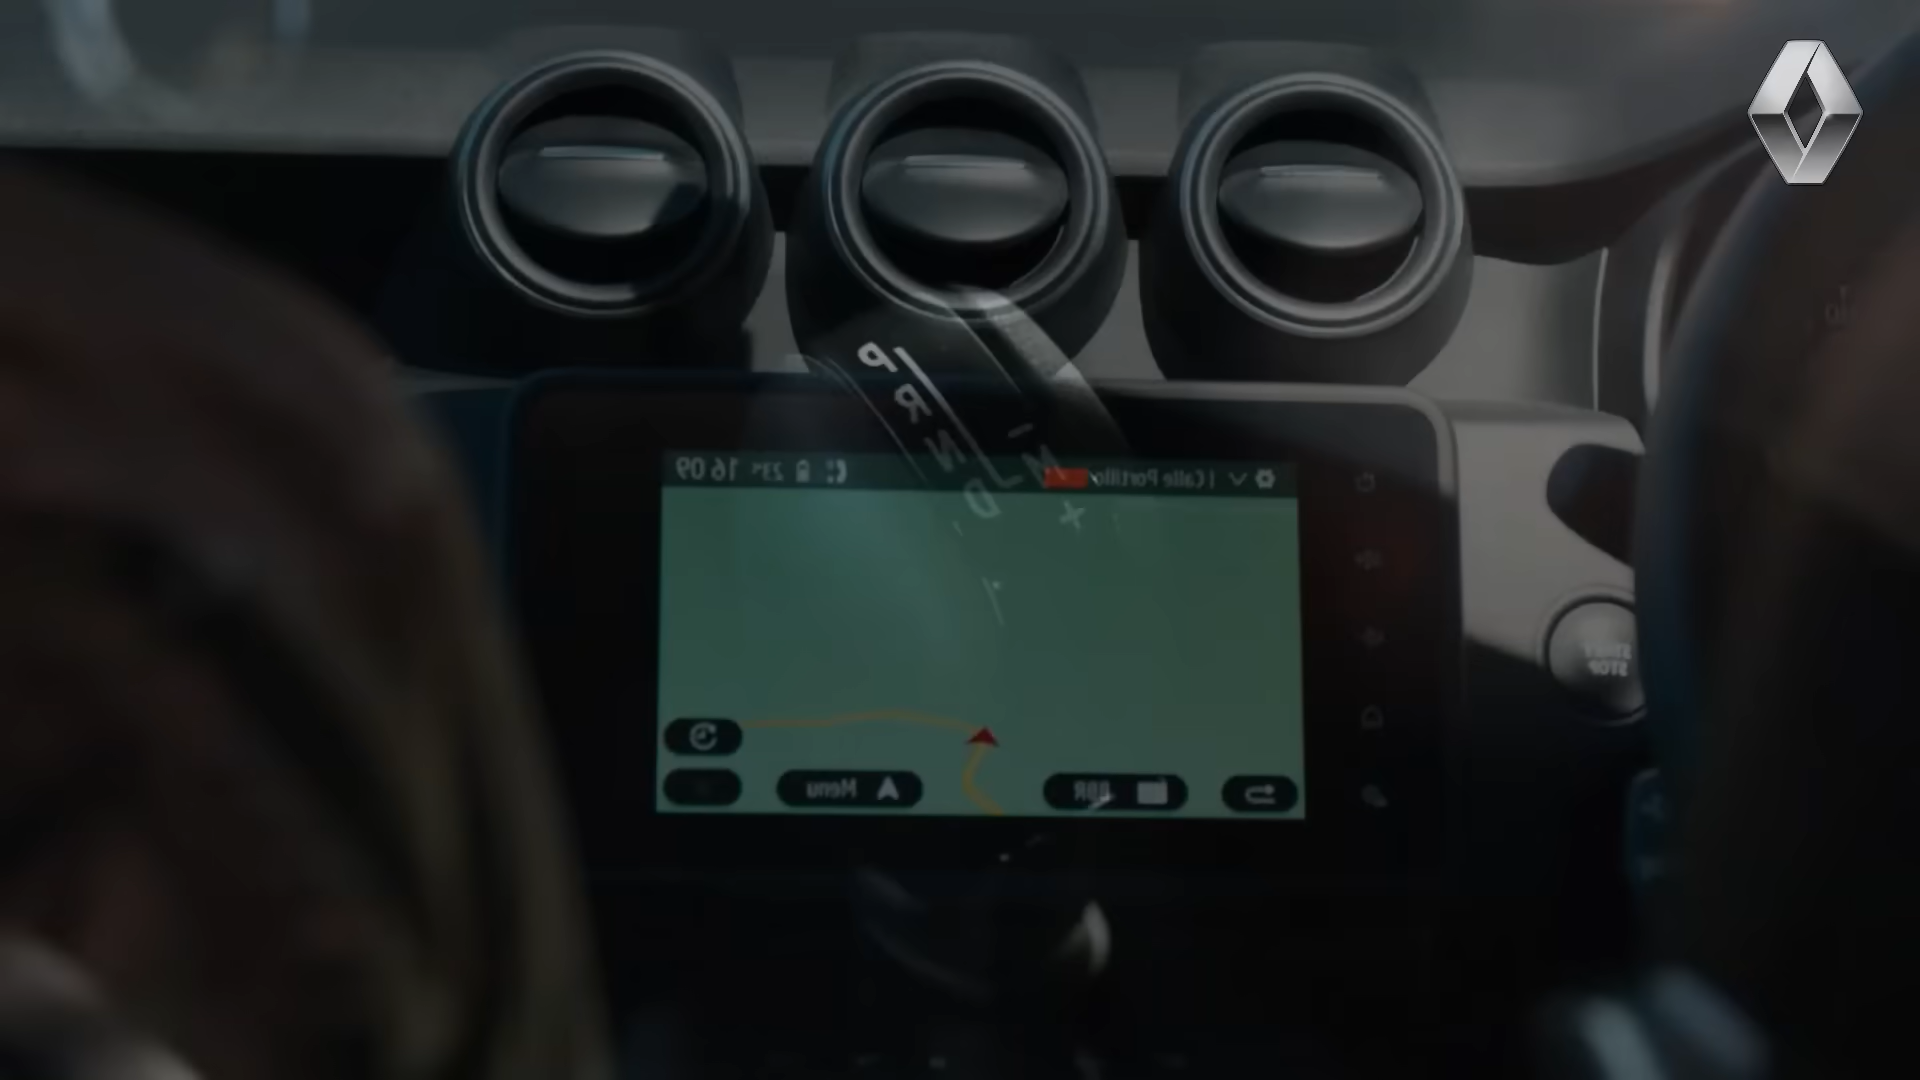 16 09 23°
| Calle Portillo
P
R
N
D
-
M
+
Menu
START
STOP